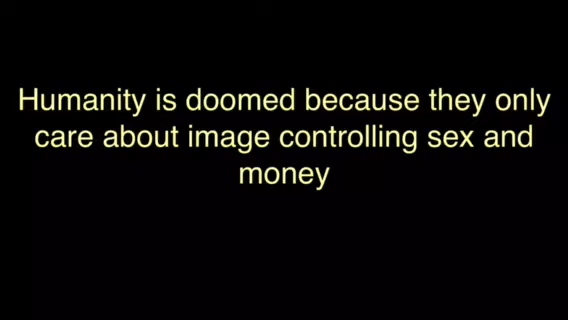 Humanity is doomed because they only
care about image controlling sex and
money